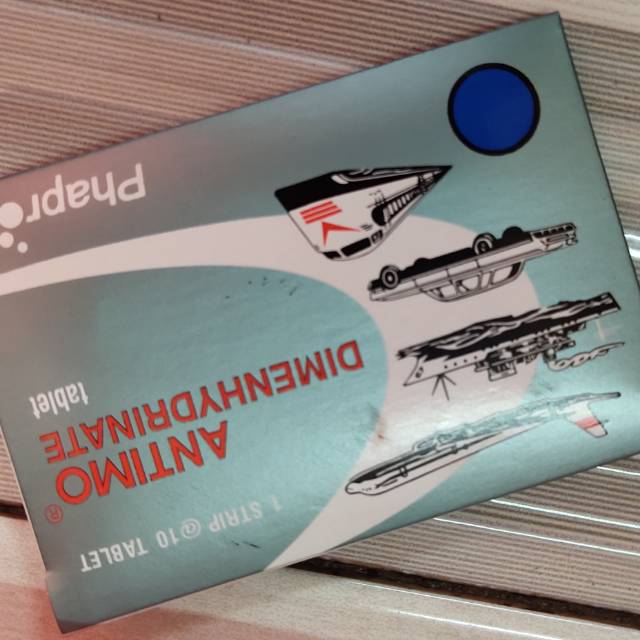 1 STRIP @ 10 TABLET
ANTIMO®
DIMENHYDRINATE
tablet
Phapros